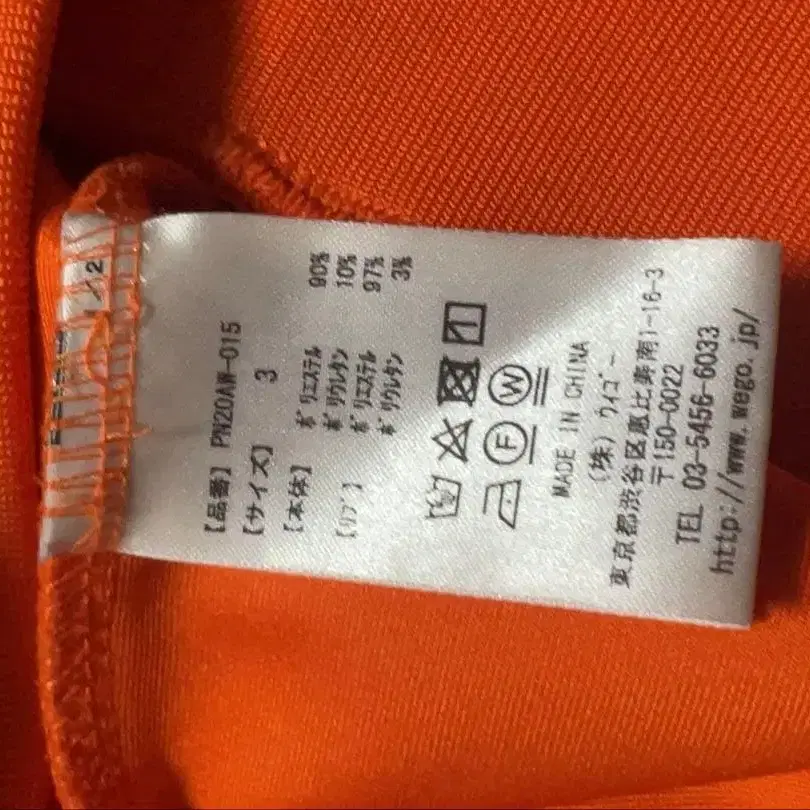 【品番】 PN20AW-015
【サイズ】 3
【本体】 ポリエステル 90%
ポリウレタン 10%
【リブ】 ポリエステル 97%
ポリウレタン 3%
F W
MADE IN CHINA
(株) ウィゴー
東京都渋谷区恵比寿南1-16-3
〒150-0022
TEL 03-5456-6033
http://www.wego.jp/